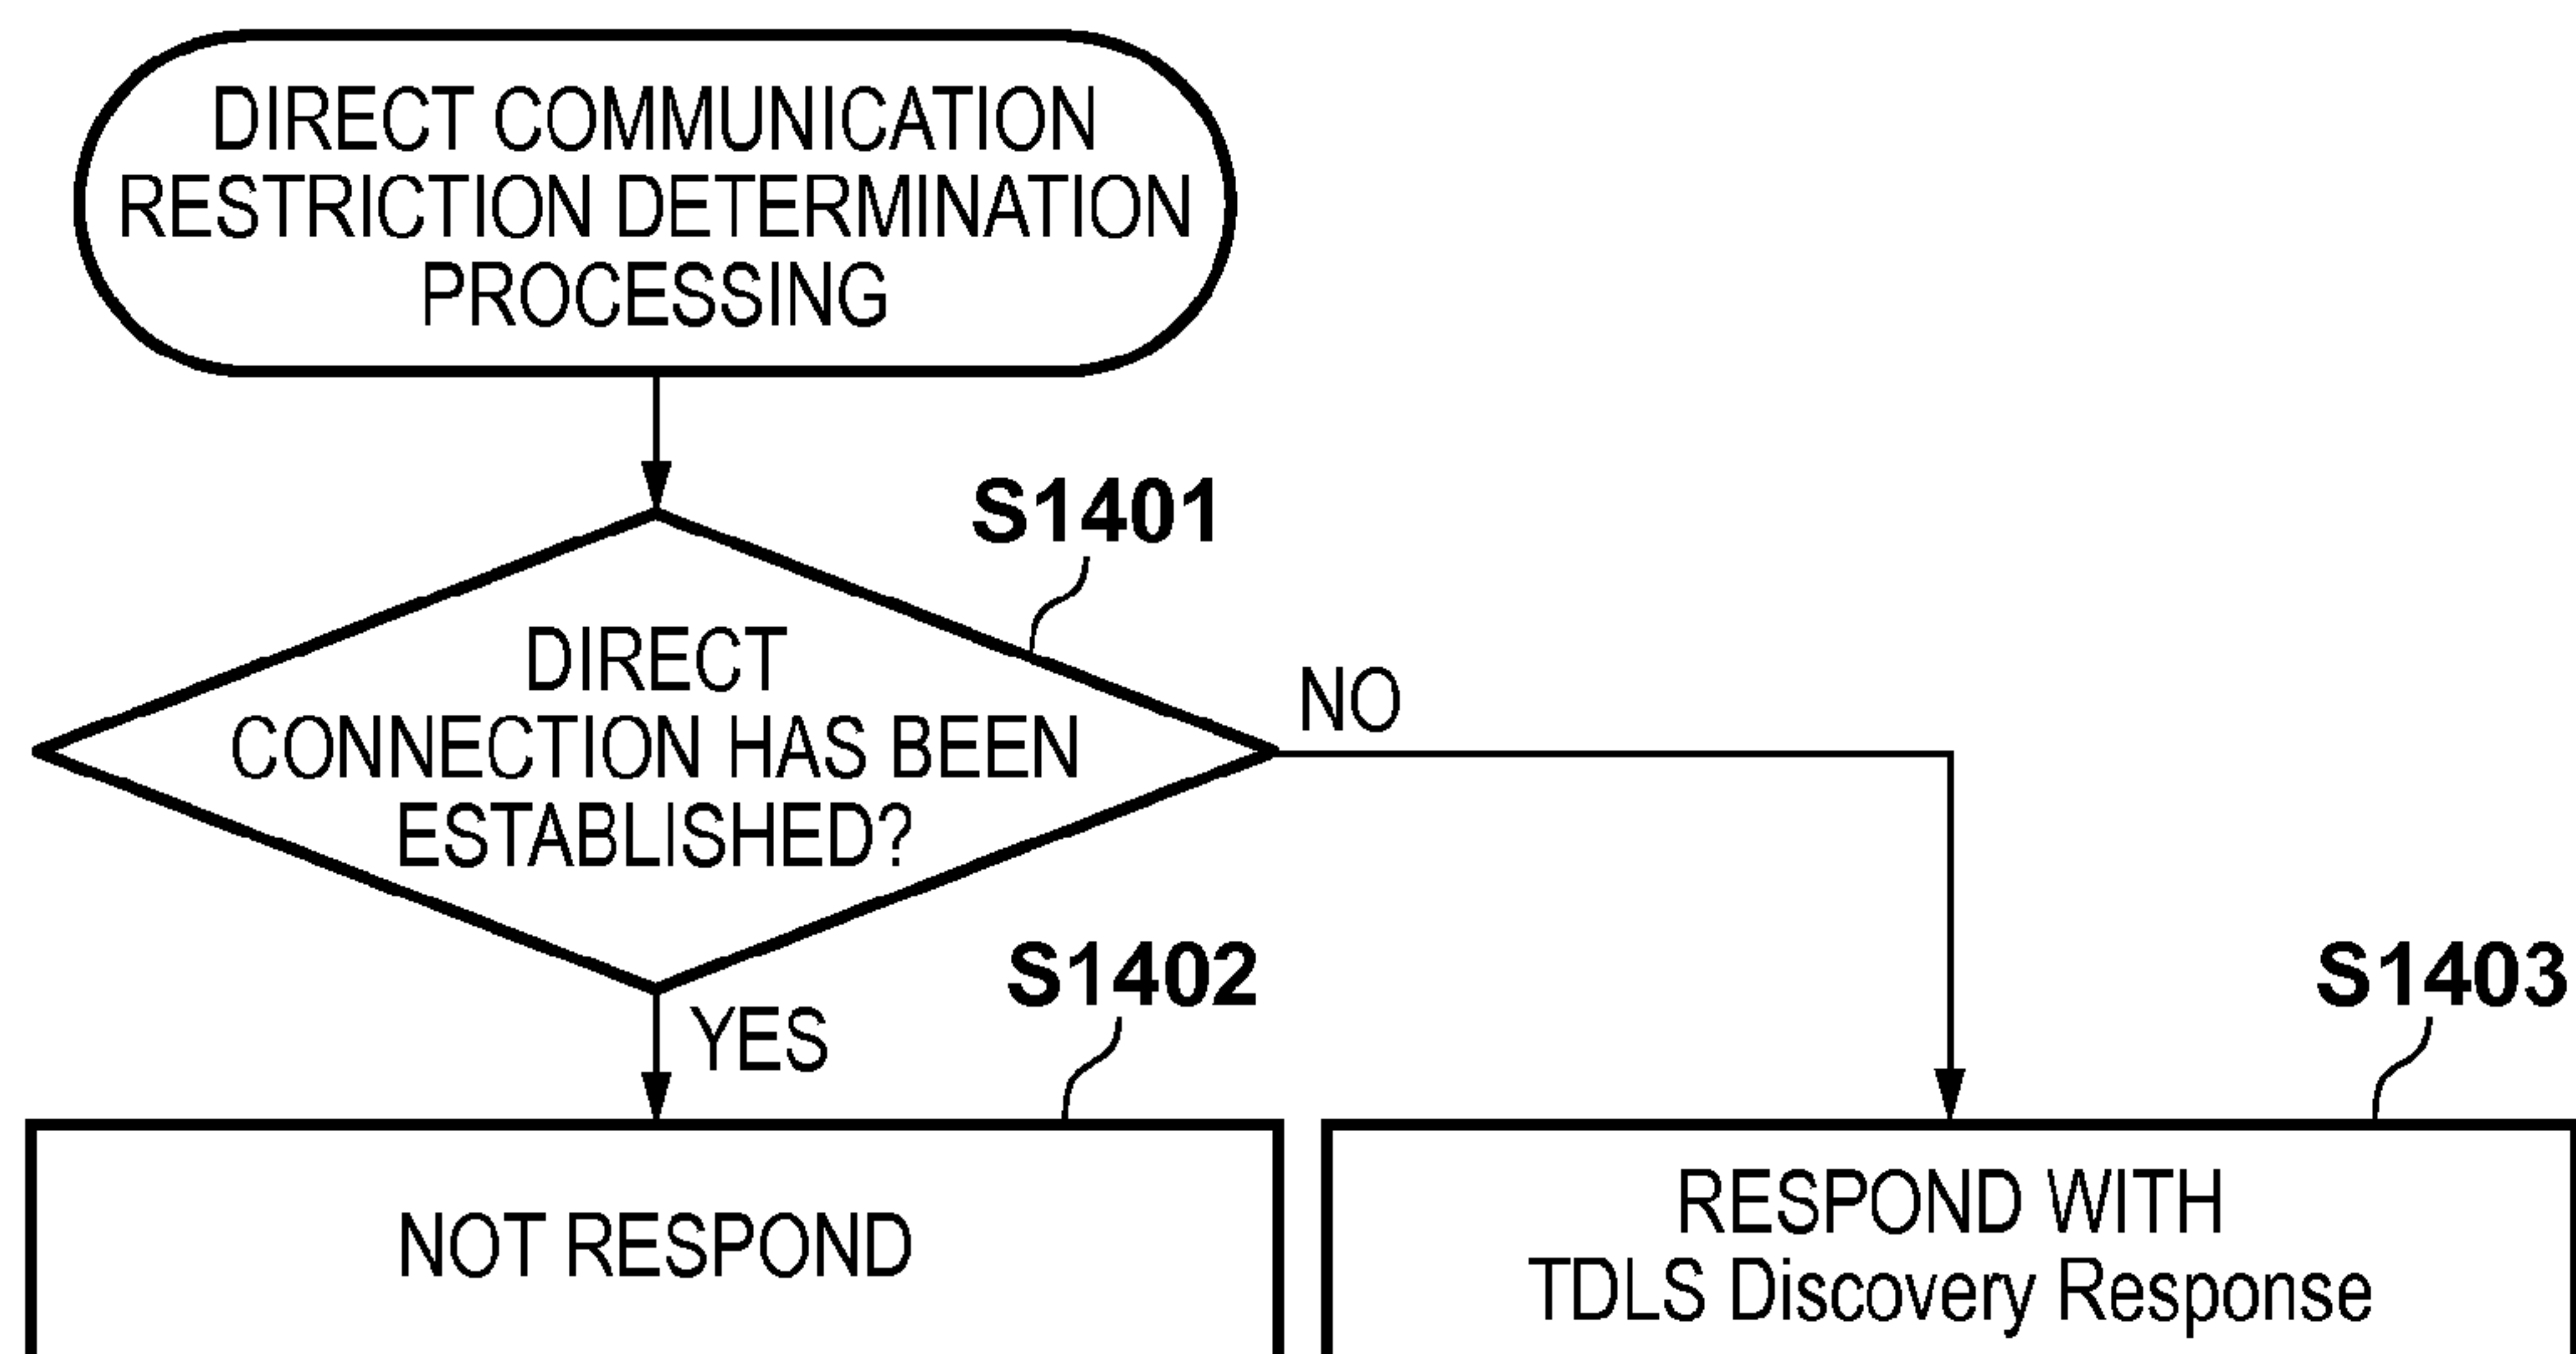 DIRECT COMMUNICATION
RESTRICTION DETERMINATION
PROCESSING
S1401
DIRECT
CONNECTION HAS BEEN
ESTABLISHED?
NO
YES
S1402
S1403
NOT RESPOND
RESPOND WITH
TDLS Discovery Response